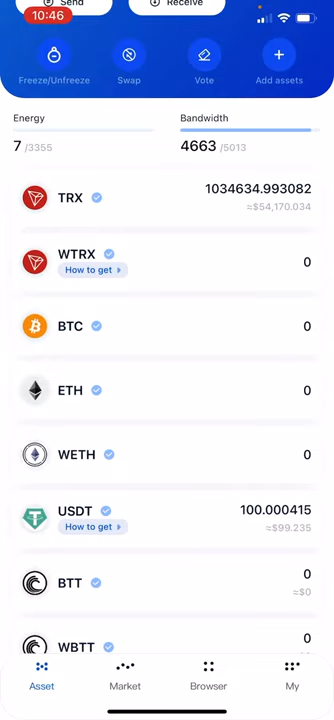 10:46
Send
Receive
Freeze/Unfreeze
Swap
Vote
Add assets
Energy
Bandwidth
7 /3355
4663 /5013
TRX
1034634.993082
≈$54,170.034
WTRX
0
How to get
BTC
0
ETH
0
WETH
0
USDT
100.000415
How to get
≈$99.235
BTT
0
≈$0
WBTT
0
Asset
Market
Browser
My